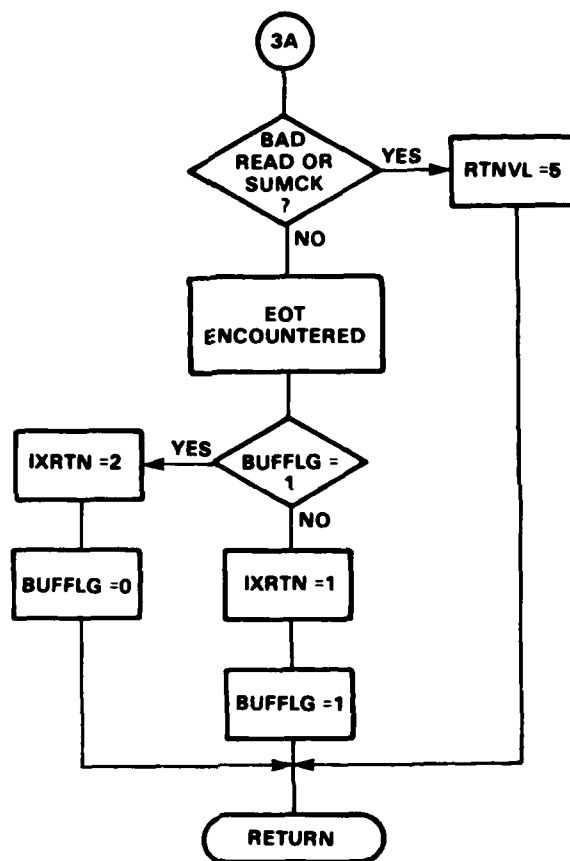 3A
BAD
READ OR
SUMCK
?
YES
RTNVL =5
NO
EOT
ENCOUNTERED
YES
IXRTN =2
BUFFLG =
1
NO
BUFFLG =0
IXRTN =1
BUFFLG =1
RETURN